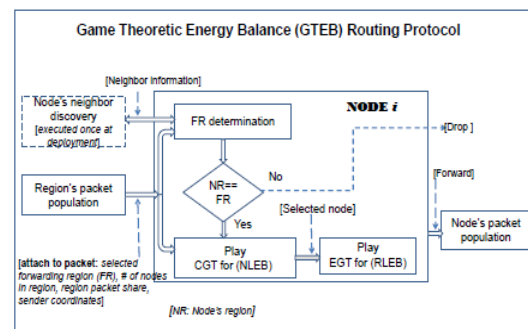 Game Theoretic Energy Balance (GTEB) Routing Protocol
[Neighbor information]
Node's neighbor
discovery
[executed once at
deployment]
FR determination
NODE i
[Drop ]
No
[Forward]
Region's packet
population
NR==
FR
Yes
[Selected node]
Node's packet
population
Play
CGT for (NLEB)
Play
EGT for (RLEB)
[attach to packet: selected
forwarding region (FR), # of nodes
in region, region packet share,
sender coordinates]
[NR: Node's region]